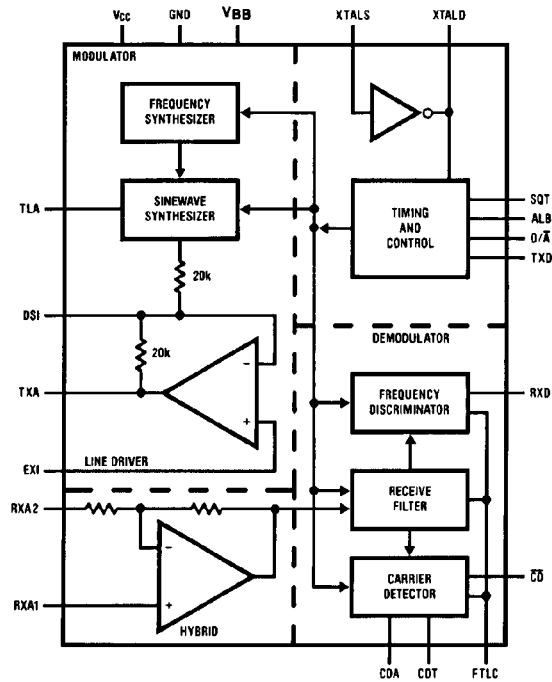 VCC GND VBB XTALS XTALD
MODULATOR
FREQUENCY
SYNTHESIZER
SINEWAVE
SYNTHESIZER
TLA
TIMING
AND
CONTROL
SQT
ALB
O/A̅
TXD
20k
DSI
20k
DEMODULATOR
TXA
-
+
FREQUENCY
DISCRIMINATOR
RXD
EXI
LINE DRIVER
RXA2
RECEIVE
FILTER
-
+
RXA1
HYBRID
CARRIER
DETECTOR
C̅D̅
CDA CDT FTLC